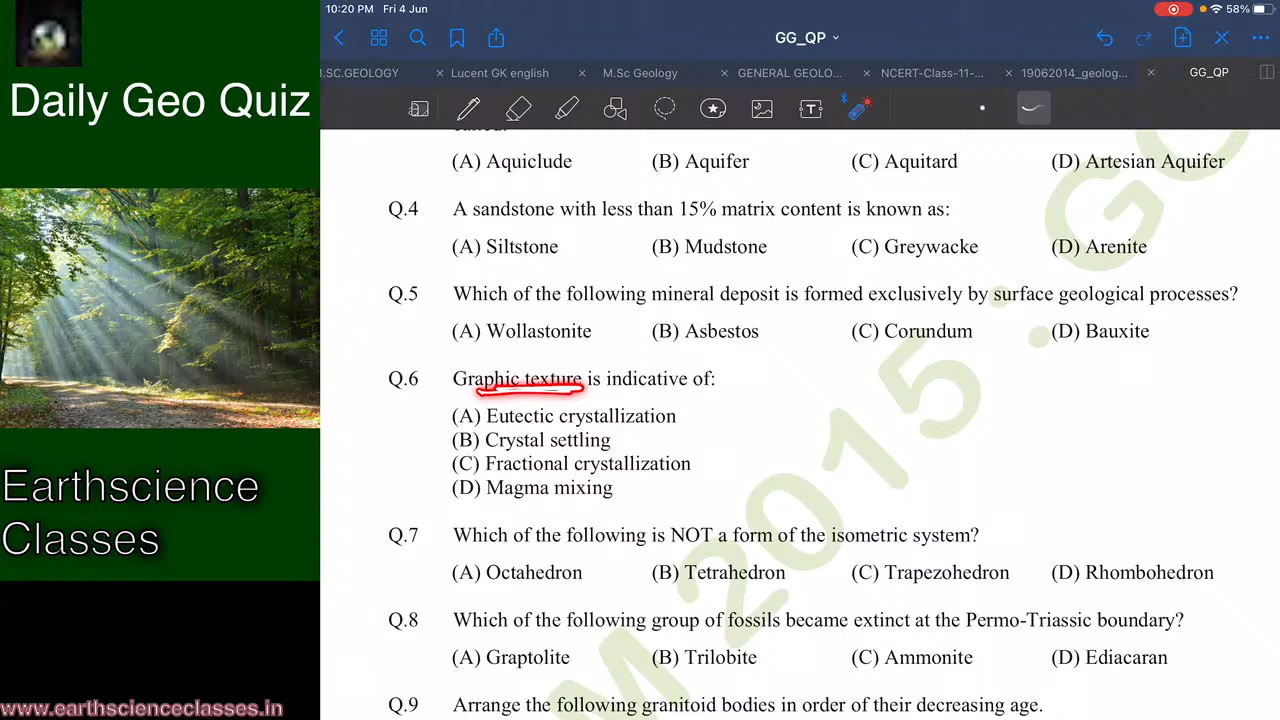 Daily Geo Quiz
Earthscience
Classes
www.earthscienceclasses.in
10:20 PM Fri 4 Jun
58%
GG_QP
I.SC.GEOLOGY
Lucent GK english
M.Sc Geology
GENERAL GEOLO...
NCERT-Class-11-...
19062014_geolog...
GG_QP
(A) Aquiclude (B) Aquifer (C) Aquitard (D) Artesian Aquifer
Q.4 A sandstone with less than 15% matrix content is known as:
(A) Siltstone (B) Mudstone (C) Greywacke (D) Arenite
Q.5 Which of the following mineral deposit is formed exclusively by surface geological processes?
(A) Wollastonite (B) Asbestos (C) Corundum (D) Bauxite
Q.6 Graphic texture is indicative of:
(A) Eutectic crystallization
(B) Crystal settling
(C) Fractional crystallization
(D) Magma mixing
Q.7 Which of the following is NOT a form of the isometric system?
(A) Octahedron (B) Tetrahedron (C) Trapezohedron (D) Rhombohedron
Q.8 Which of the following group of fossils became extinct at the Permo-Triassic boundary?
(A) Graptolite (B) Trilobite (C) Ammonite (D) Ediacaran
Q.9 Arrange the following granitoid bodies in order of their decreasing age.
M 2015 : GG